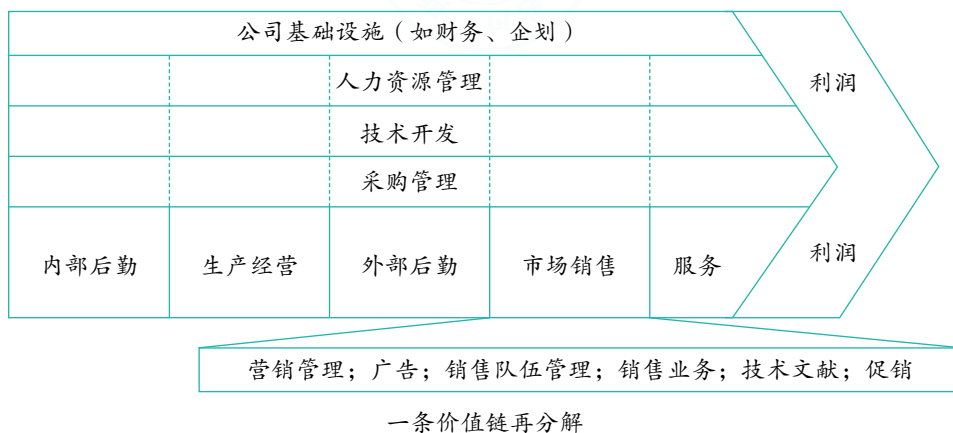 公司基础设施（如财务、企划）
人力资源管理
利润
技术开发
采购管理
内部后勤
生产经营
外部后勤
市场销售
服务
利润
营销管理；广告；销售队伍管理；销售业务；技术文献；促销
一条价值链再分解